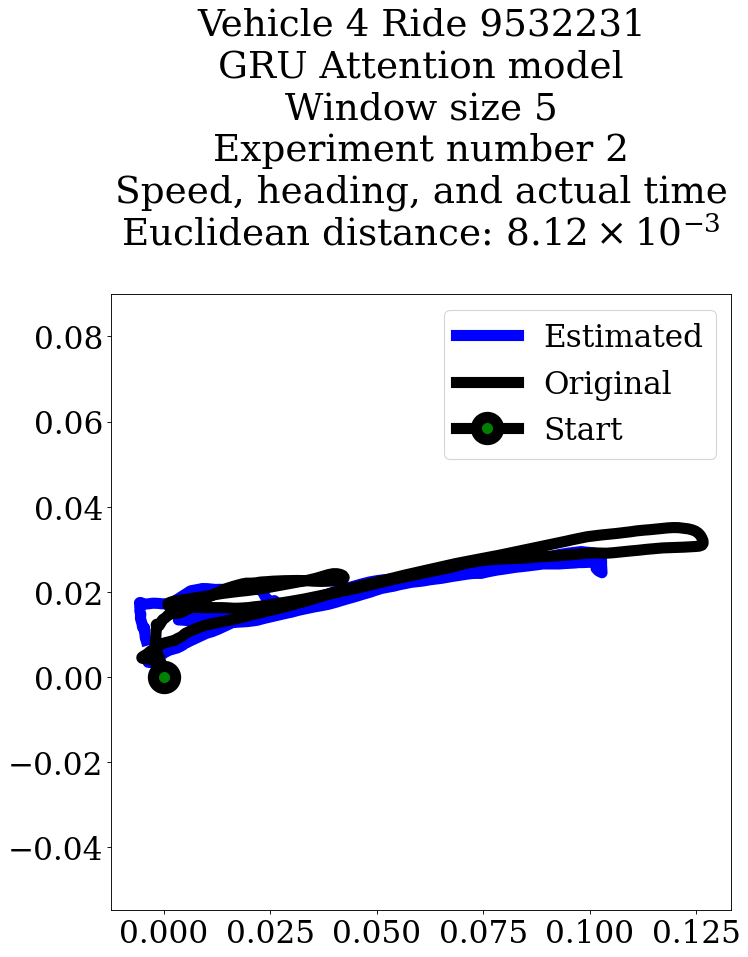 Vehicle 4 Ride 9532231
GRU Attention model
Window size 5
Experiment number 2
Speed, heading, and actual time
Euclidean distance: 8.12 × 10⁻³
Estimated
Original
Start
0.08
0.06
0.04
0.02
0.00
−0.02
−0.04
0.000 0.025 0.050 0.075 0.100 0.125